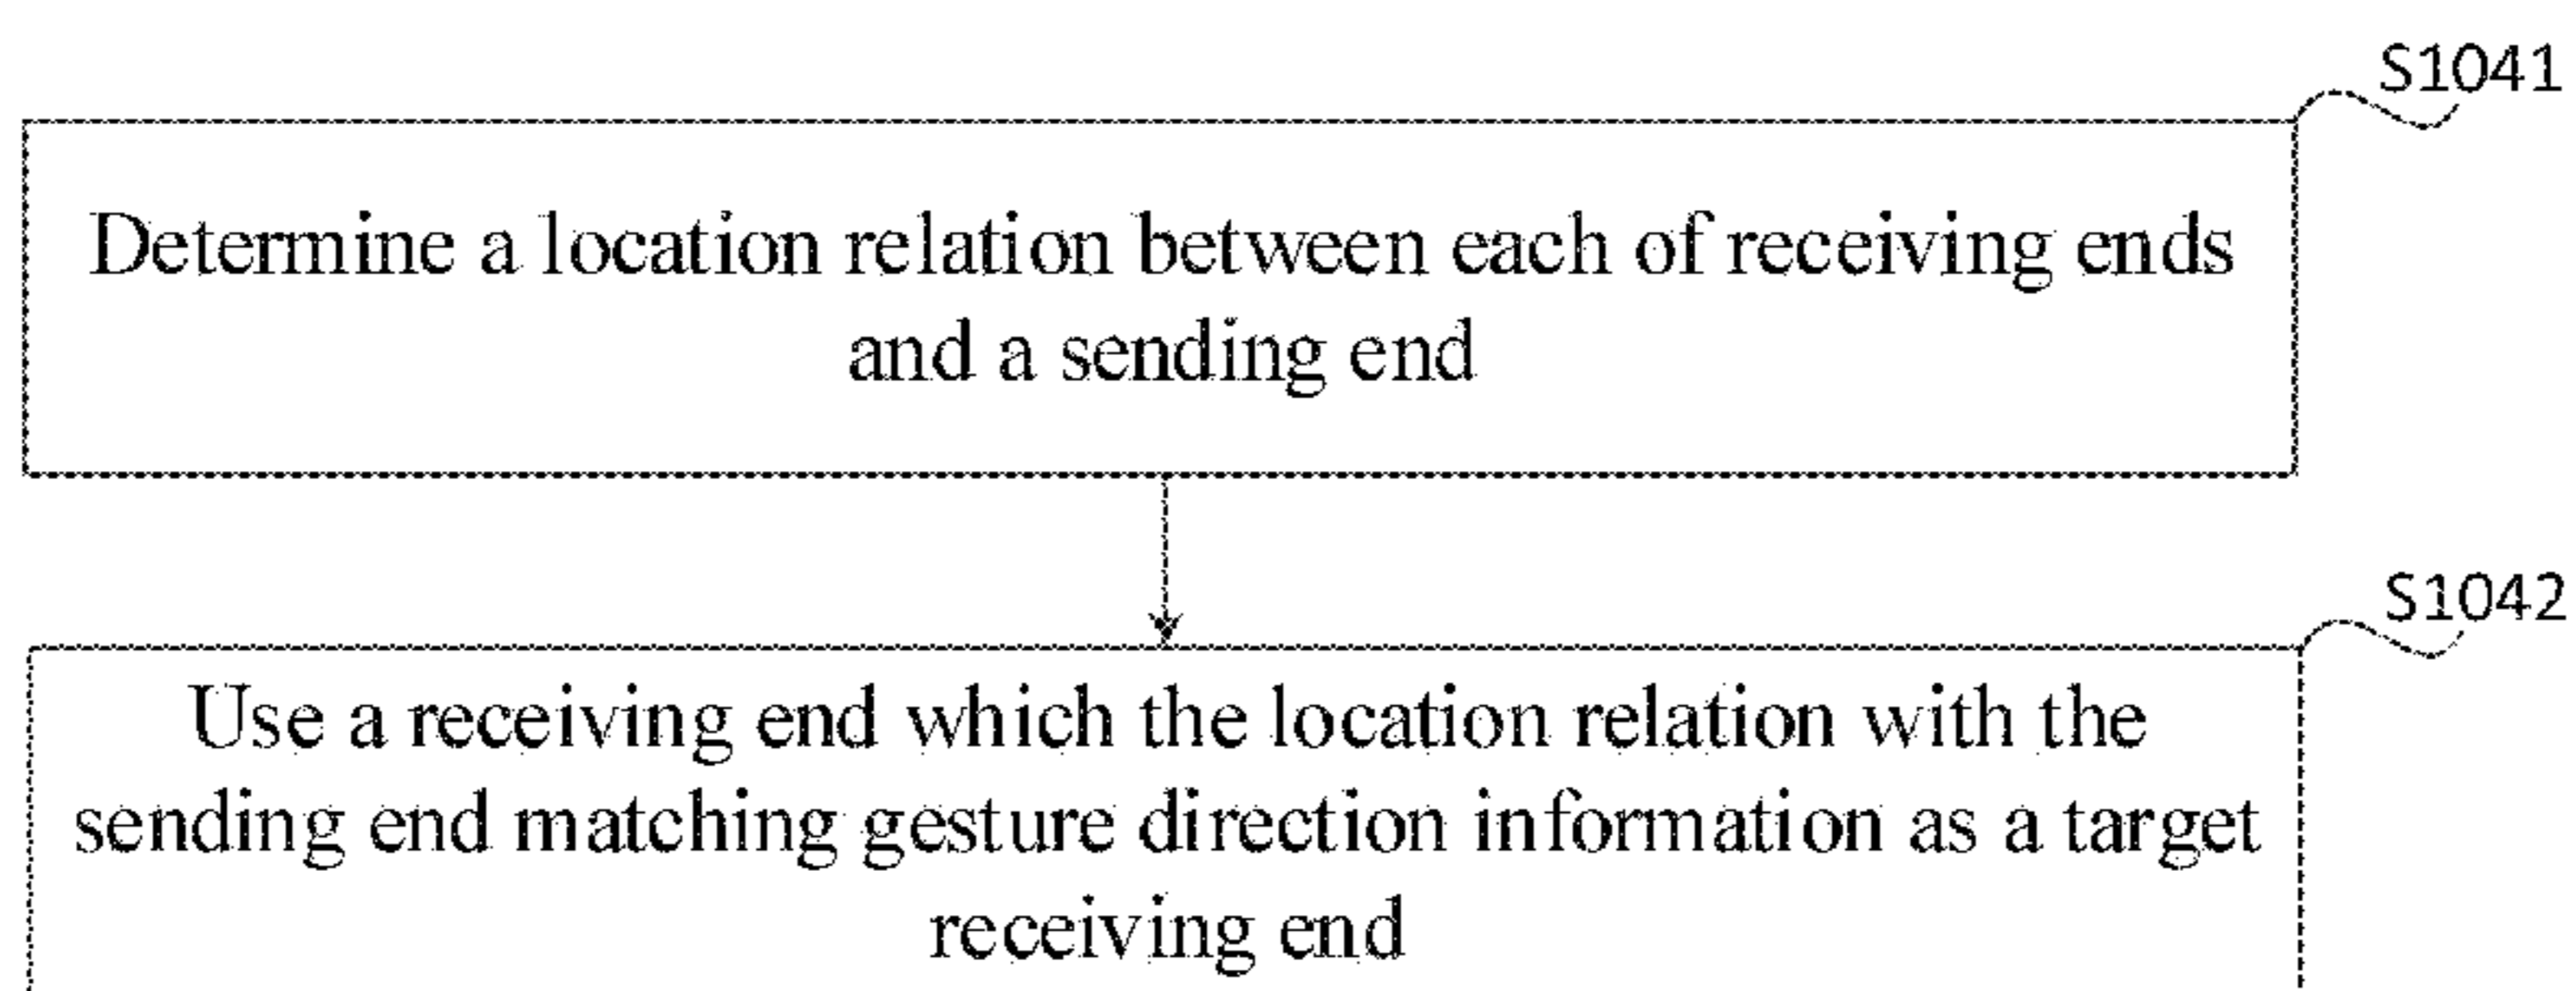 S1041
Determine a location relation between each of receiving ends
and a sending end
S1042
Use a receiving end which the location relation with the
sending end matching gesture direction information as a target
receiving end